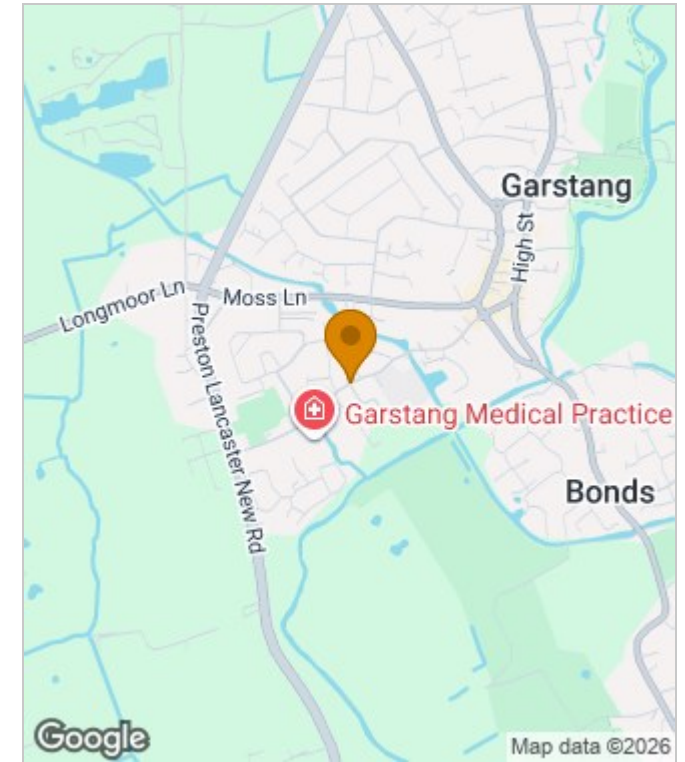 Garstang
High St
Longmoor Ln
Moss Ln
Preston Lancaster New Rd
Garstang Medical Practice
Bonds
Google
Map data ©2026